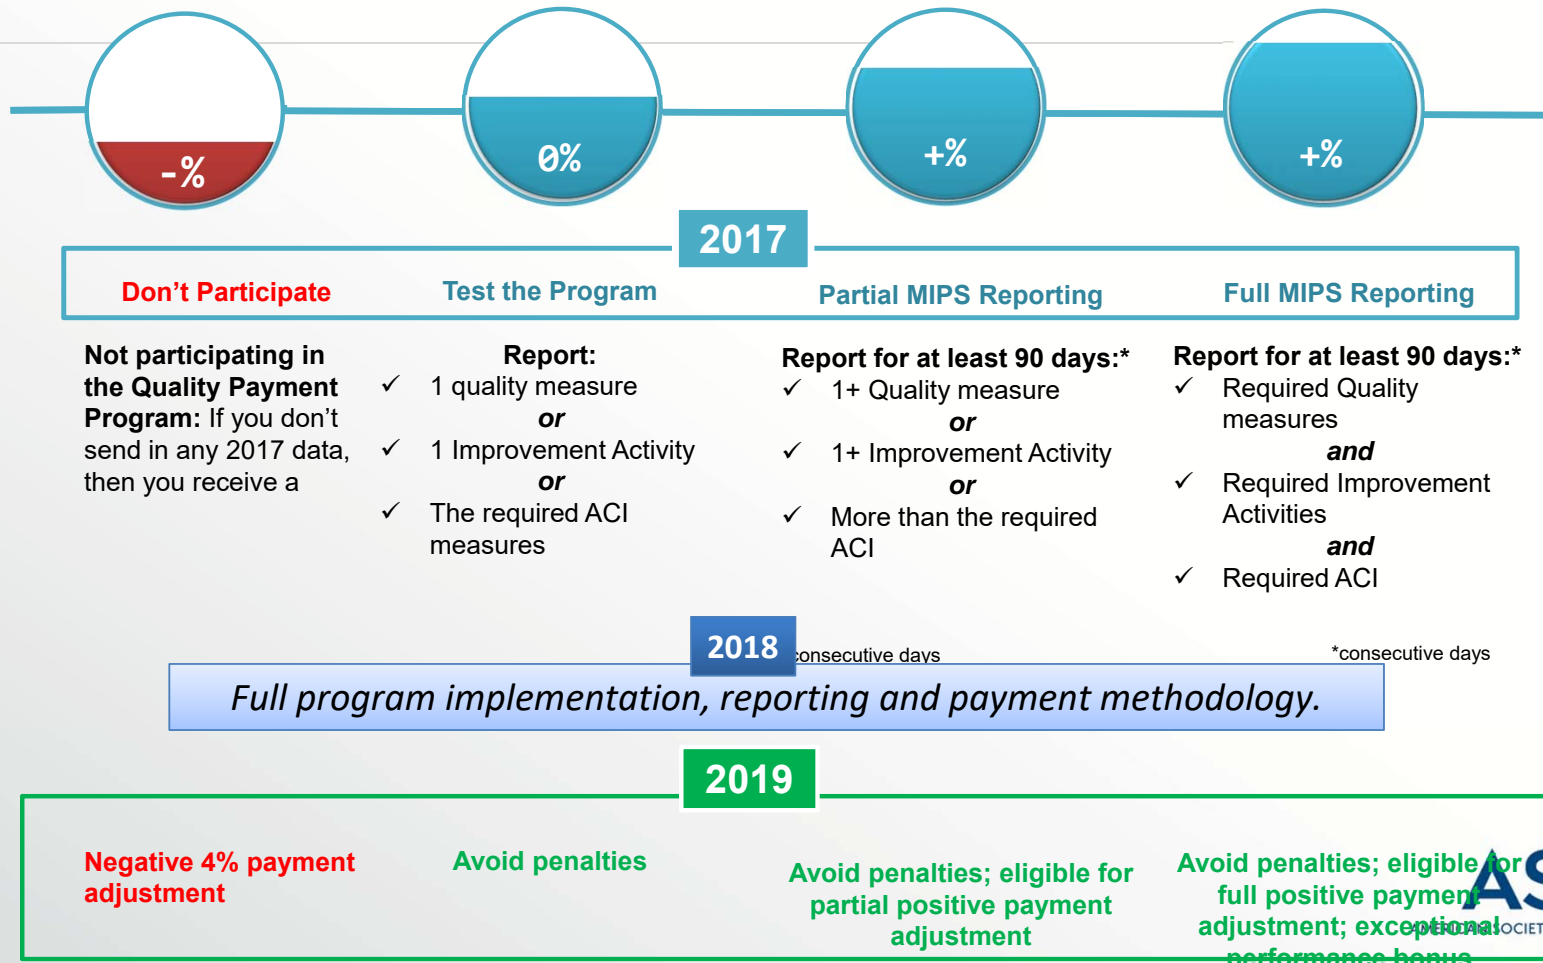 -%
0%
+%
+%
2017
Don't Participate
Test the Program
Partial MIPS Reporting
Full MIPS Reporting
Not participating in
the Quality Payment
Program: If you don't
send in any 2017 data,
then you receive a
Report:
✓ 1 quality measure
or
✓ 1 Improvement Activity
or
✓ The required ACI
measures
Report for at least 90 days:*
✓ 1+ Quality measure
or
✓ 1+ Improvement Activity
or
✓ More than the required
ACI
Report for at least 90 days:*
✓ Required Quality
measures
and
✓ Required Improvement
Activities
and
✓ Required ACI
2018
consecutive days
*consecutive days
Full program implementation, reporting and payment methodology.
2019
Negative 4% payment
adjustment
Avoid penalties
Avoid penalties; eligible for
partial positive payment
adjustment
Avoid penalties; eligible for
full positive payment
adjustment; exceptional
performance bonus
AS
AMERICAN SOCIET